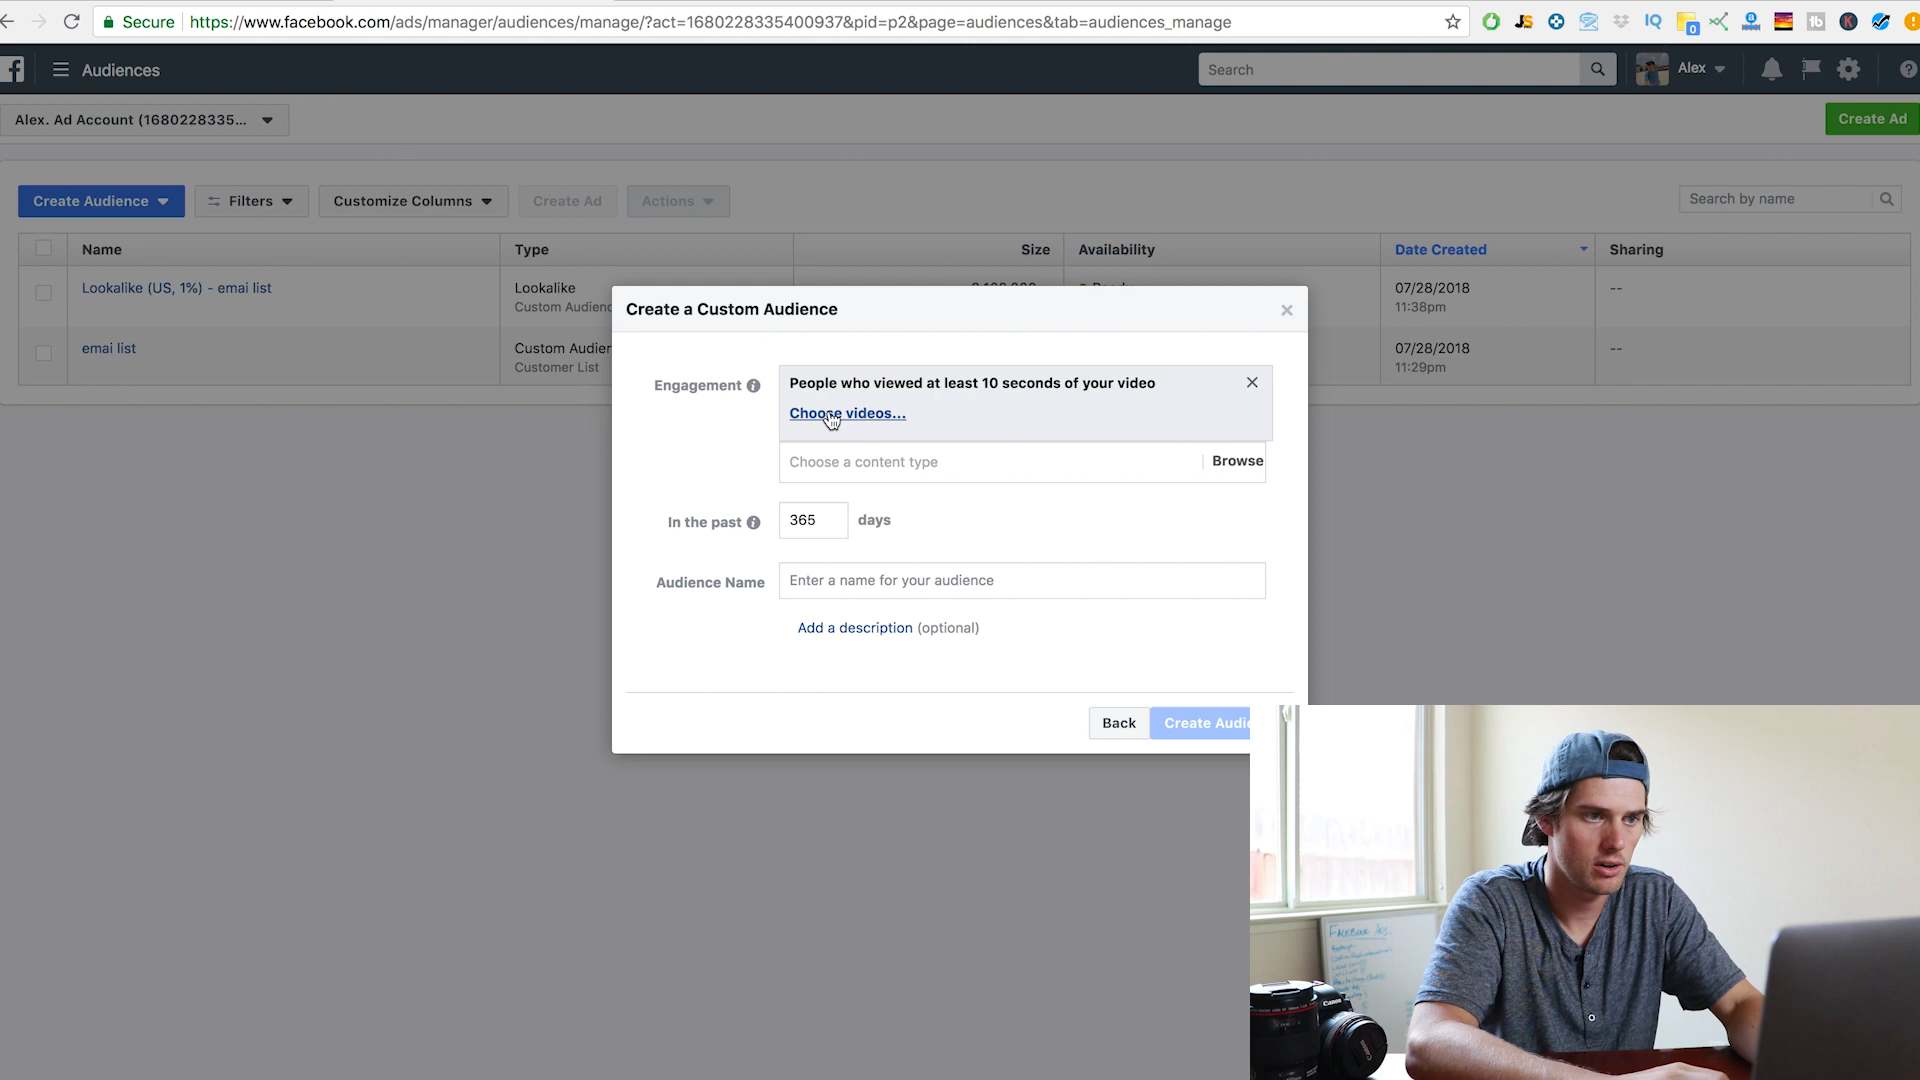 Secure
https://www.facebook.com/ads/manager/audiences/manage/?act=1680228335400937&pid=p2&page=audiences&tab=audiences_manage
Audiences
Search
Alex
Alex. Ad Account (1680228335...
Create Ad
Create Audience
Filters
Customize Columns
Create Ad
Actions
Search by name
Name
Type
Size
Availability
Date Created
Sharing
Lookalike (US, 1%) - emai list
Lookalike
Custom Audienc
07/28/2018
11:38pm
--
emai list
Custom Audier
Customer List
07/28/2018
11:29pm
--
Create a Custom Audience
Engagement
People who viewed at least 10 seconds of your video
Choose videos...
Choose a content type
Browse
In the past
365
days
Audience Name
Enter a name for your audience
Add a description (optional)
Back
Create Audie
Canon